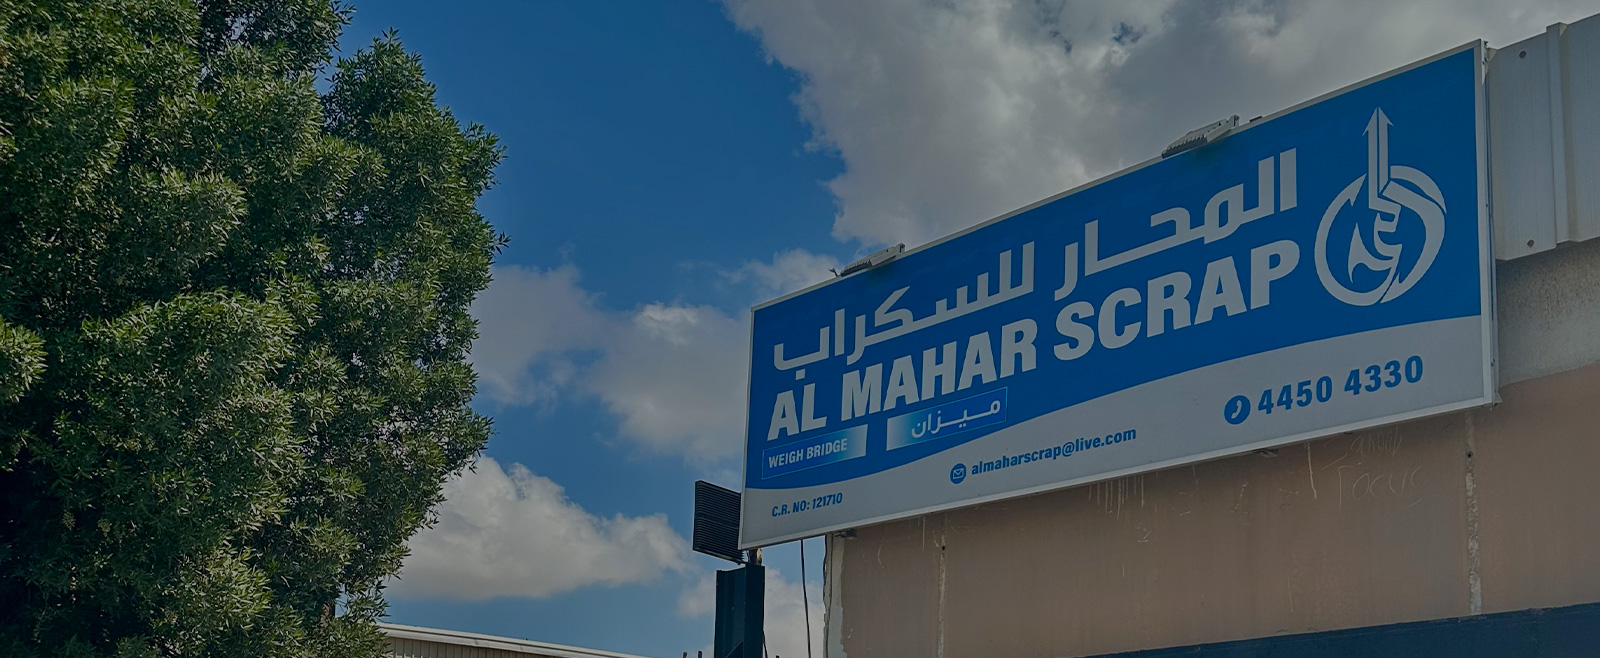 المحار للسكراب
AL MAHAR SCRAP
WEIGH BRIDGE
ميزان
C.R. NO: 121710
almaharscrap@live.com
4450 4330